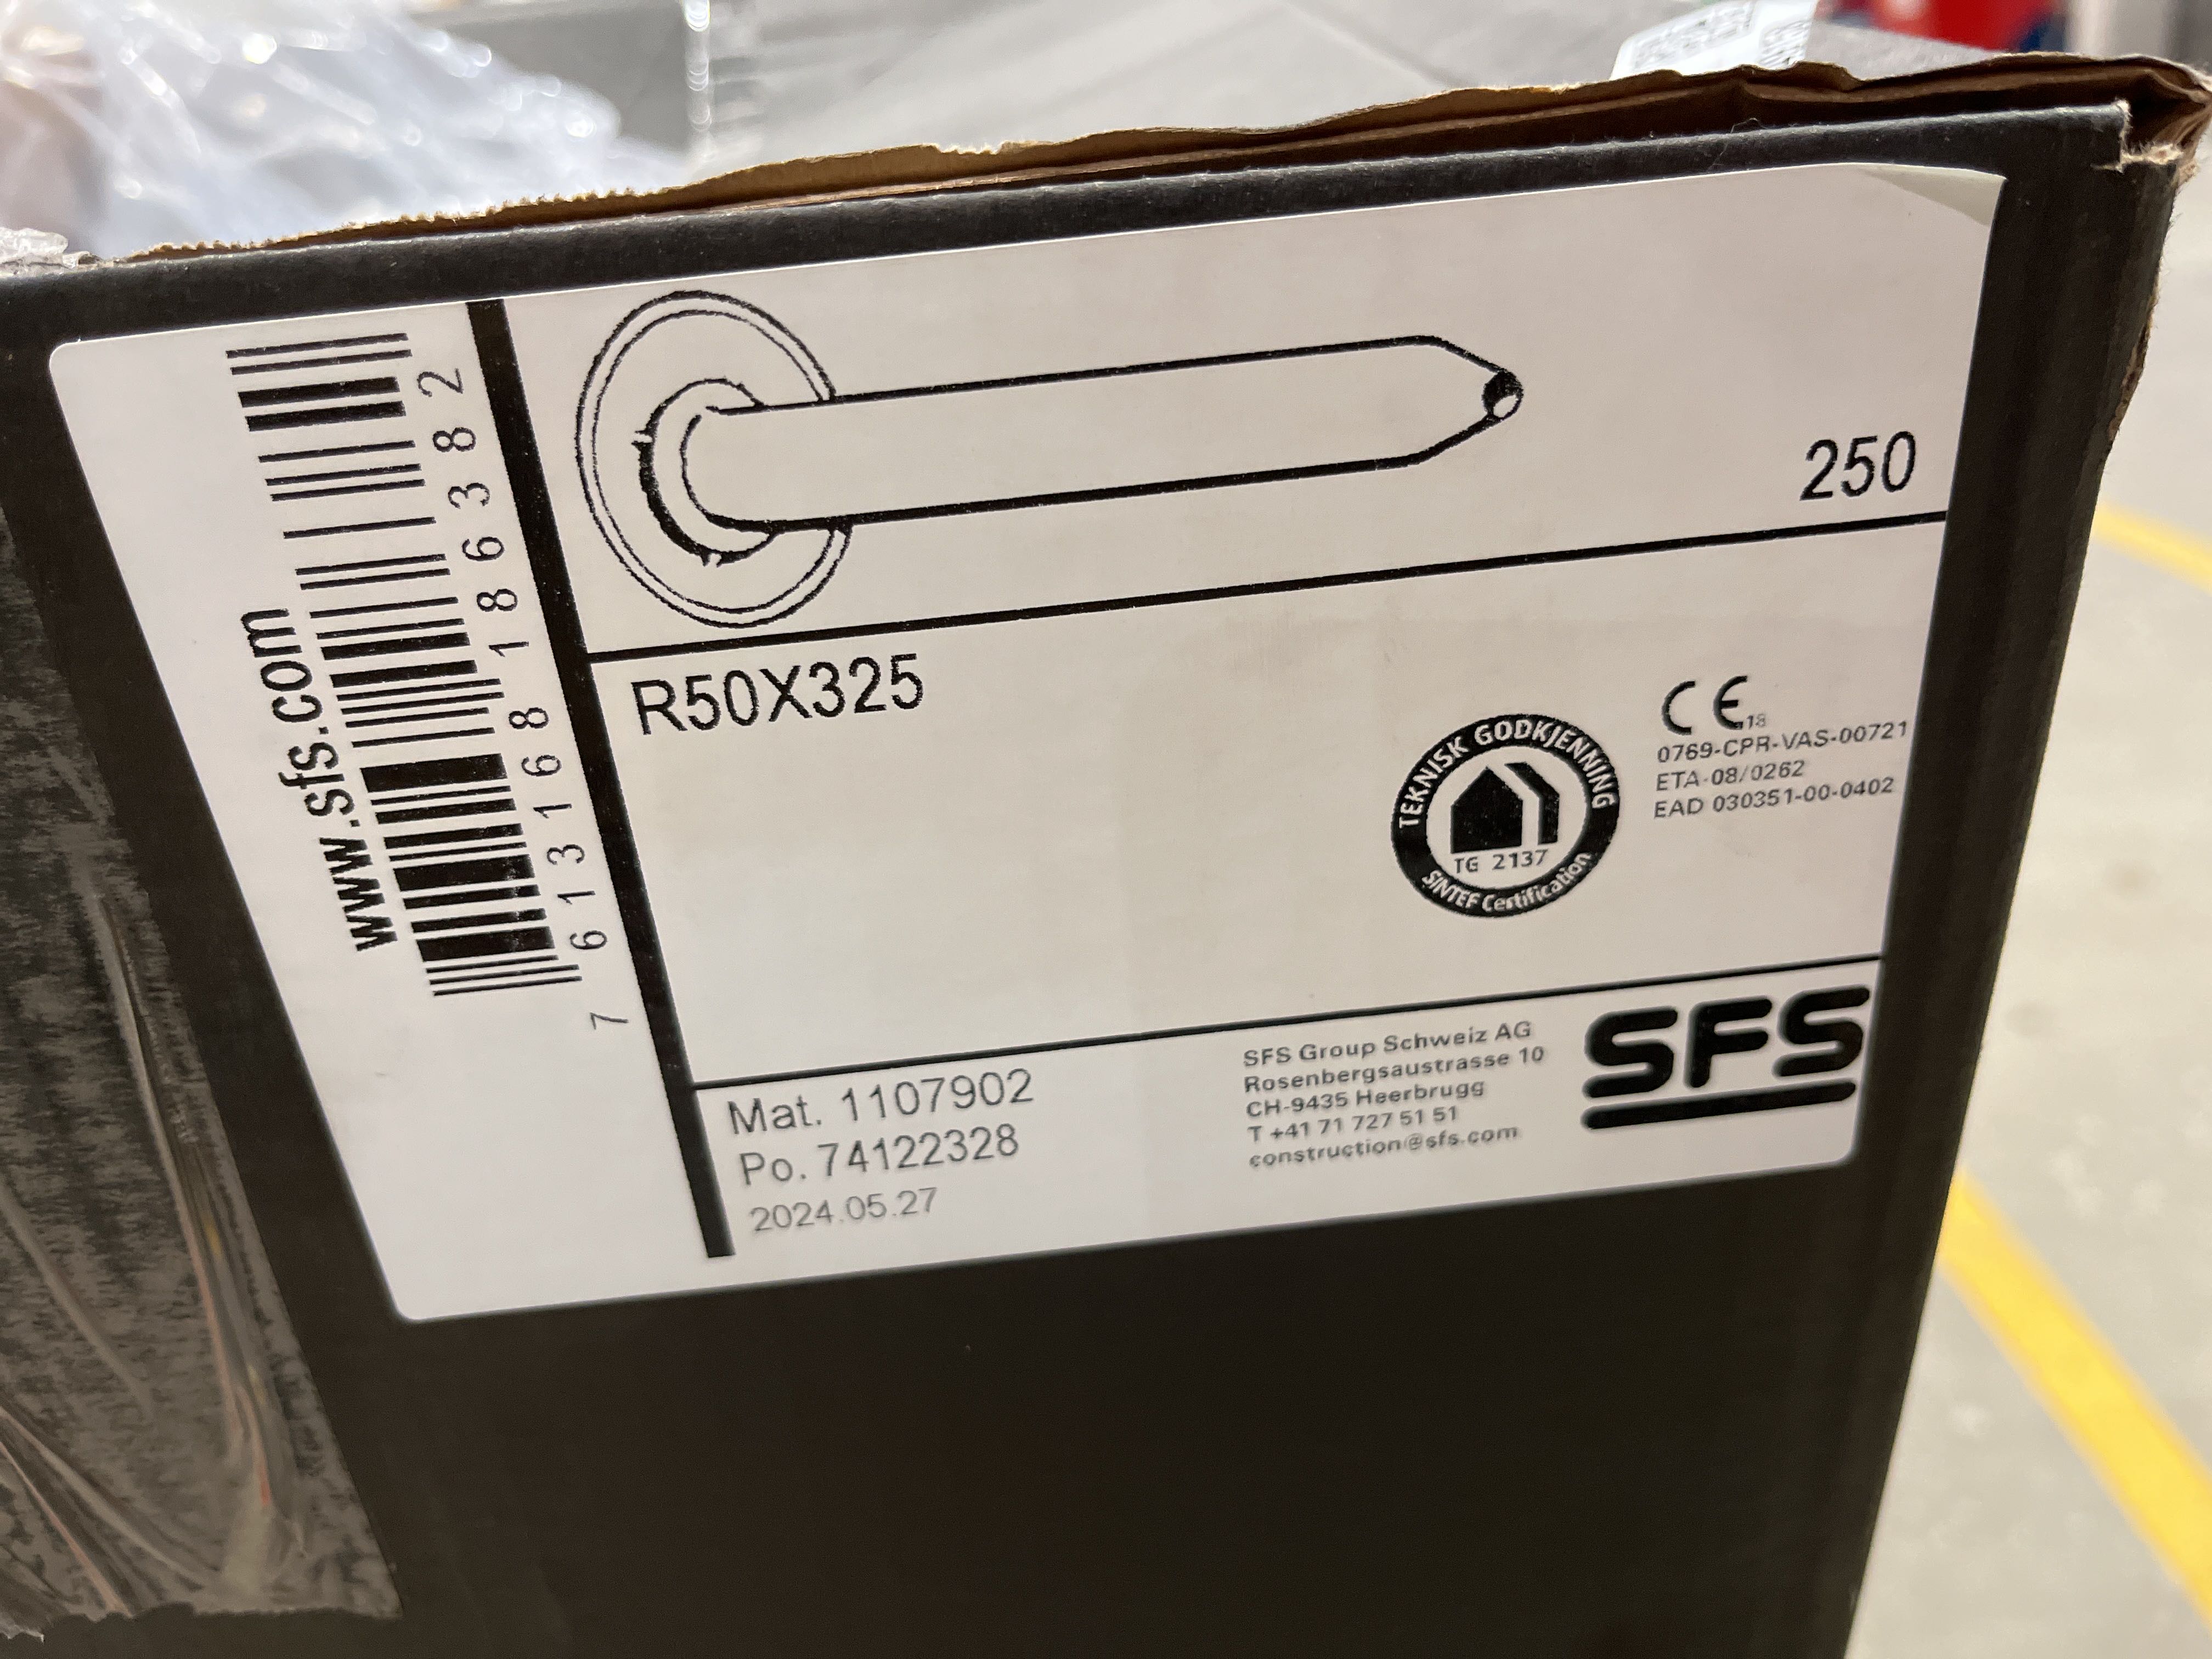 www.sfs.com
7 613168 186382
250
R50X325
TEKNISK GODKJENNING
TG 2137
SINTEF Certification
CE 18
0769-CPR-VAS-00721
ETA-08/0262
EAD 030351-00-0402
Mat. 1107902
Po. 74122328
2024.05.27
SFS Group Schweiz AG
Rosenbergsaustrasse 10
CH-9435 Heerbrugg
T +41 71 727 51 51
construction@sfs.com
SFS